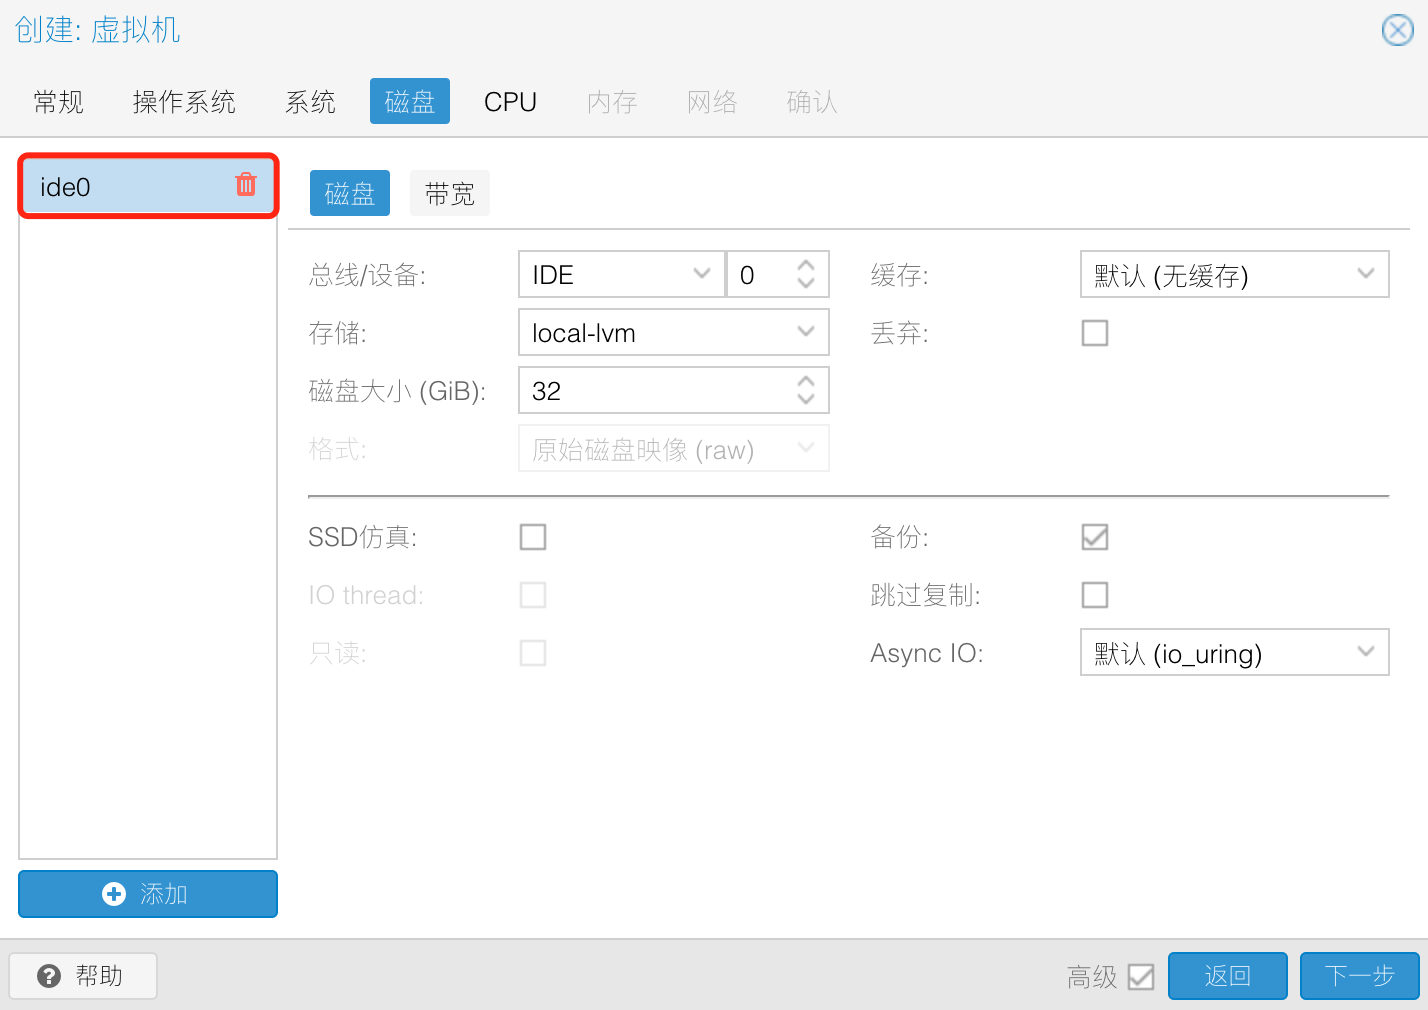 创建: 虚拟机
常规 操作系统 系统 磁盘 CPU 内存 网络 确认
ide0
磁盘 带宽
总线/设备: IDE 0 缓存: 默认 (无缓存)
存储: local-lvm 丢弃:
磁盘大小 (GiB): 32
格式: 原始磁盘映像 (raw)
SSD仿真: 备份:
IO thread: 跳过复制:
只读: Async IO: 默认 (io_uring)
添加
帮助 高级 返回 下一步